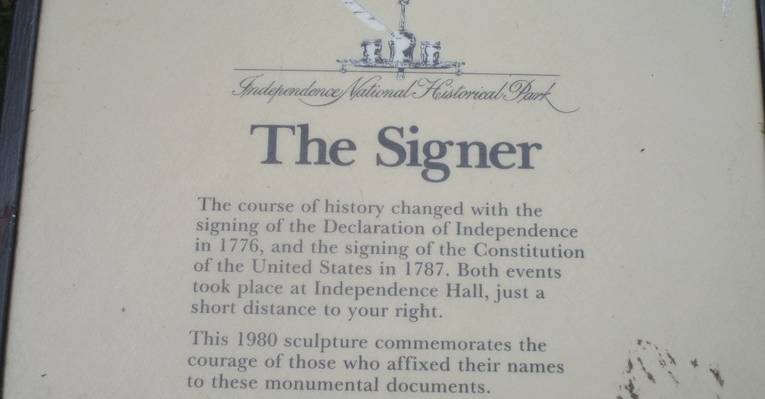 Independence National Historical Park
The Signer
The course of history changed with the
signing of the Declaration of Independence
in 1776, and the signing of the Constitution
of the United States in 1787. Both events
took place at Independence Hall, just a
short distance to your right.
This 1980 sculpture commemorates the
courage of those who affixed their names
to these monumental documents.